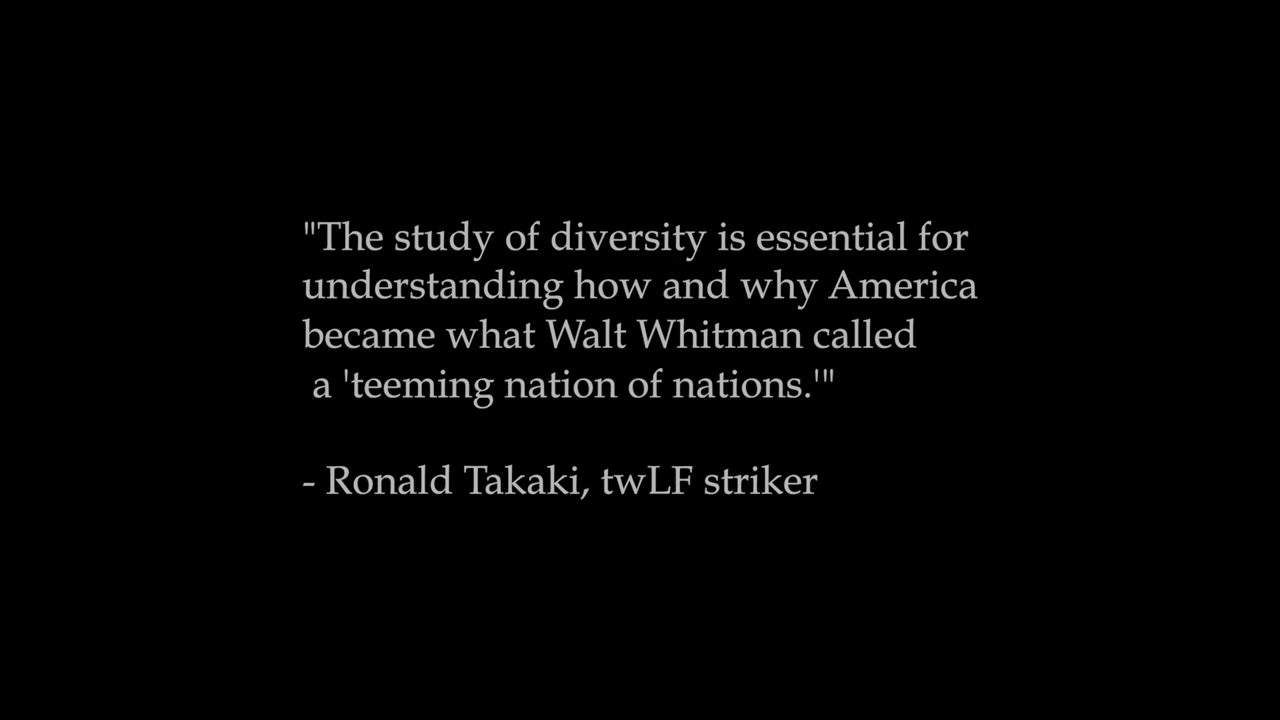 "The study of diversity is essential for
understanding how and why America
became what Walt Whitman called
a 'teeming nation of nations.'"
- Ronald Takaki, twLF striker